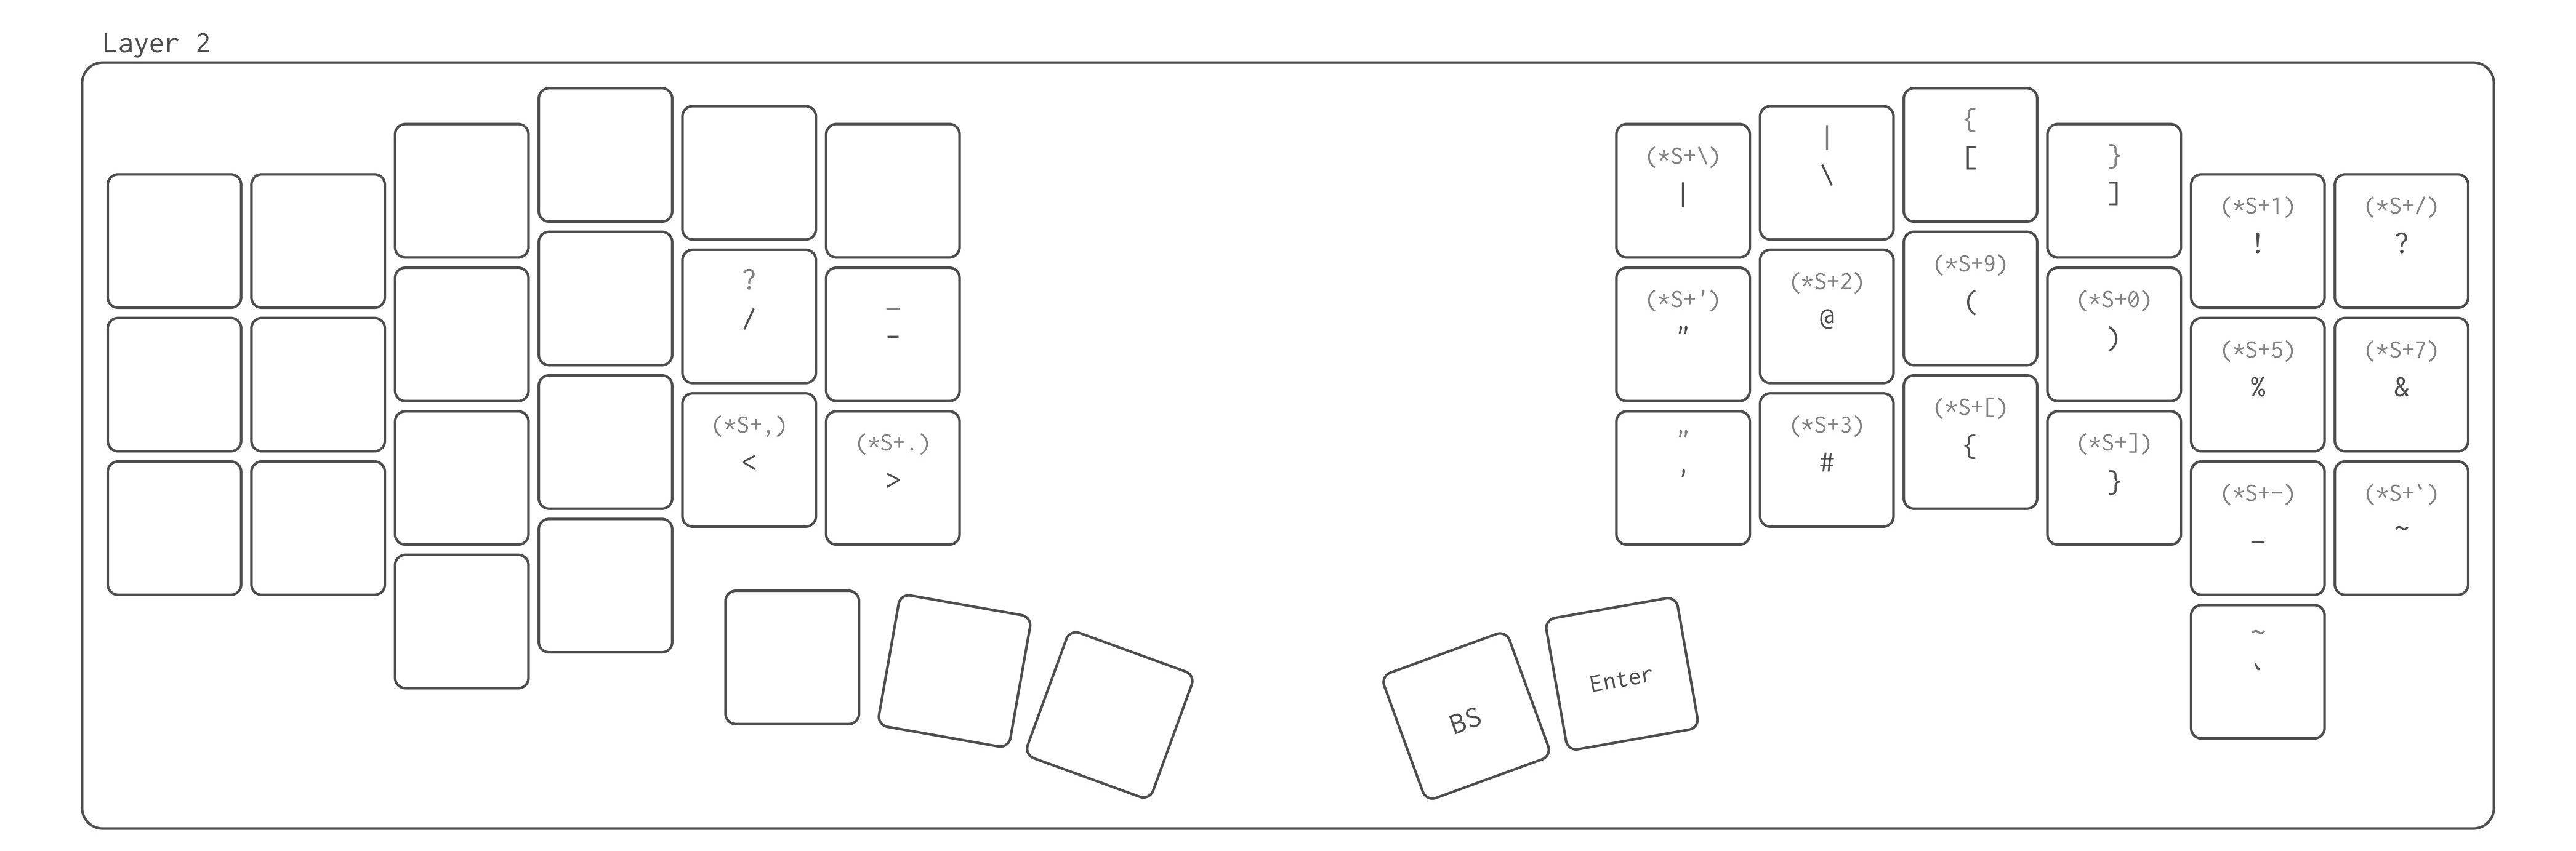 Layer 2
?
/
_
-
(*S+,)
<
(*S+.)
>
(*S+\)
|
|
\
{
[
}
]
(*S+1)
!
(*S+/)
?
(*S+')
"
(*S+2)
@
(*S+9)
(
(*S+0)
)
(*S+5)
%
(*S+7)
&
"
'
(*S+3)
#
(*S+[)
{
(*S+])
}
(*S+-)
_
(*S+`)
~
~
`
BS
Enter